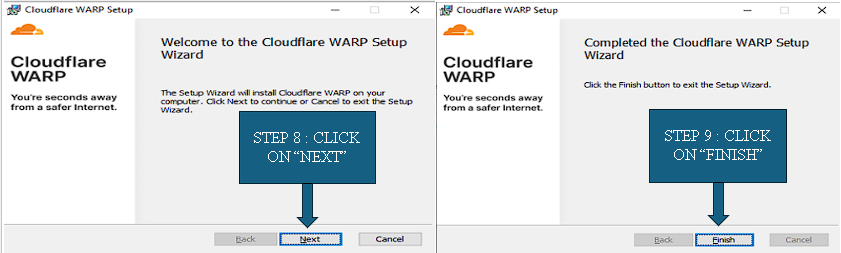 Cloudflare WARP Setup
Cloudflare
WARP
You're seconds away
from a safer Internet.
Welcome to the Cloudflare WARP Setup
Wizard
The Setup Wizard will install Cloudflare WARP on your
computer. Click Next to continue or Cancel to exit the Setup
Wizard.
STEP 8 : CLICK
ON “NEXT”
Back
Next
Cancel
Cloudflare WARP Setup
Cloudflare
WARP
You're seconds away
from a safer Internet.
Completed the Cloudflare WARP Setup
Wizard
Click the Finish button to exit the Setup Wizard.
STEP 9 : CLICK
ON “FINISH”
Back
Finish
Cancel